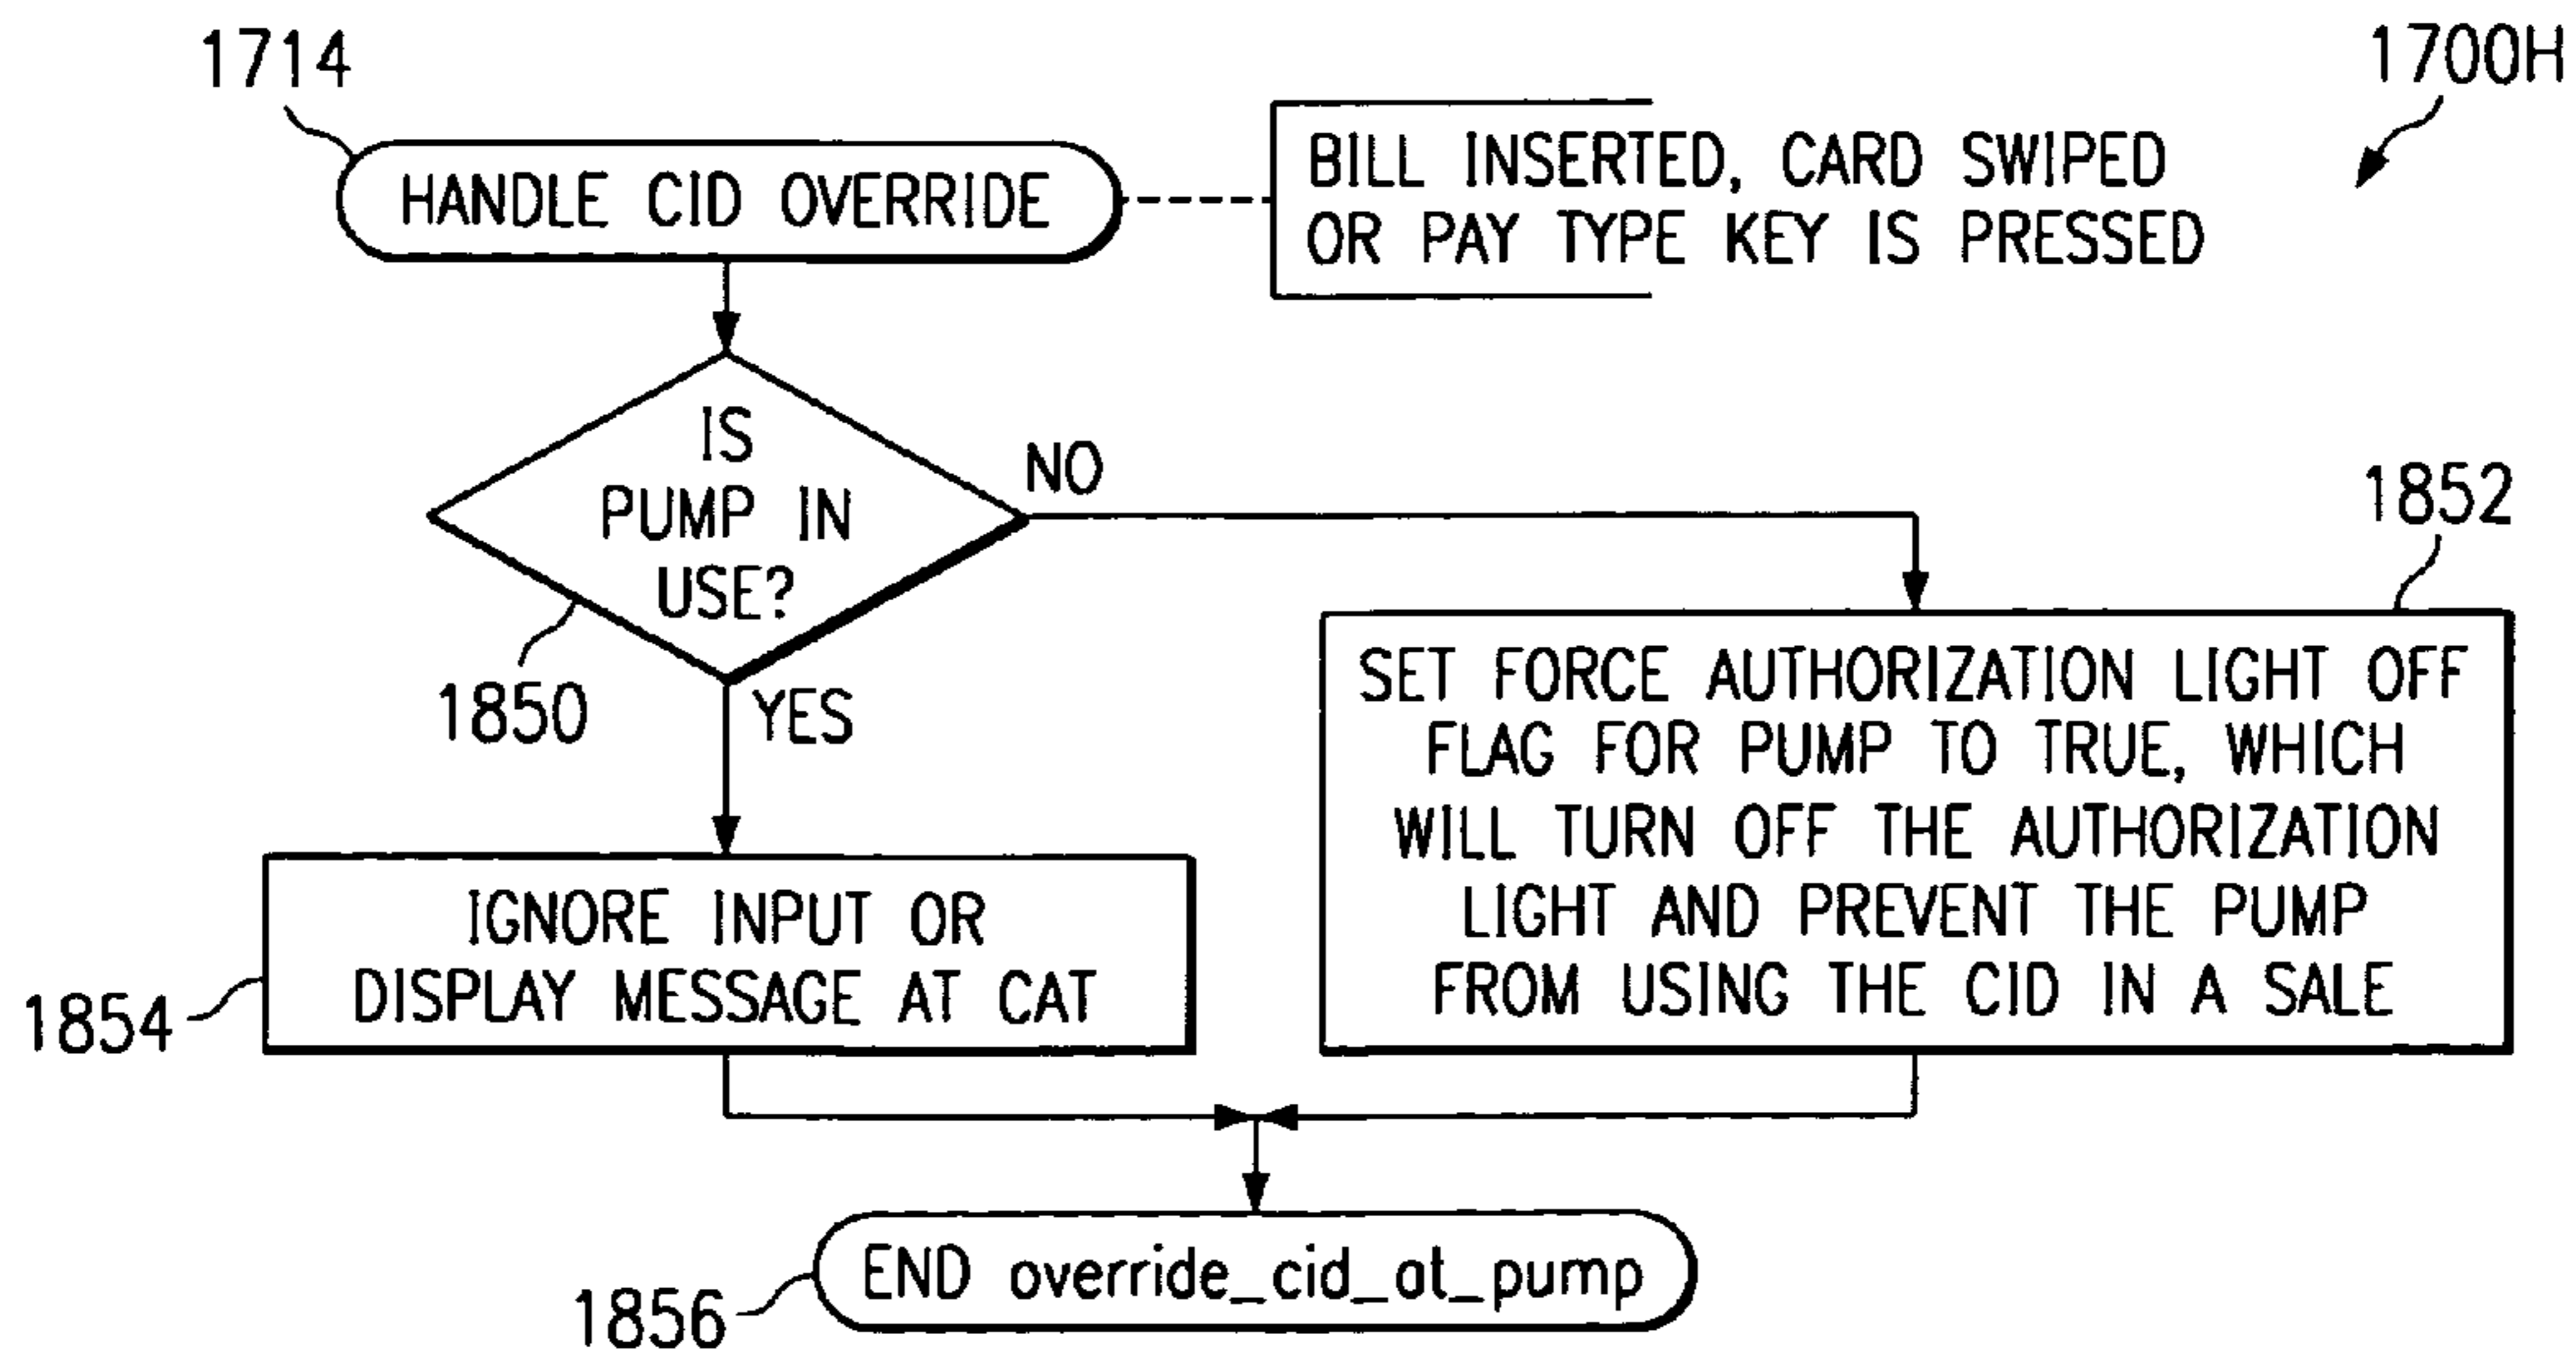 1714
1700H
HANDLE CID OVERRIDE
BILL INSERTED, CARD SWIPED
OR PAY TYPE KEY IS PRESSED
IS
PUMP IN
USE?
NO
1850
YES
1852
SET FORCE AUTHORIZATION LIGHT OFF
FLAG FOR PUMP TO TRUE, WHICH
WILL TURN OFF THE AUTHORIZATION
LIGHT AND PREVENT THE PUMP
FROM USING THE CID IN A SALE
IGNORE INPUT OR
DISPLAY MESSAGE AT CAT
1854
END override_cid_at_pump
1856